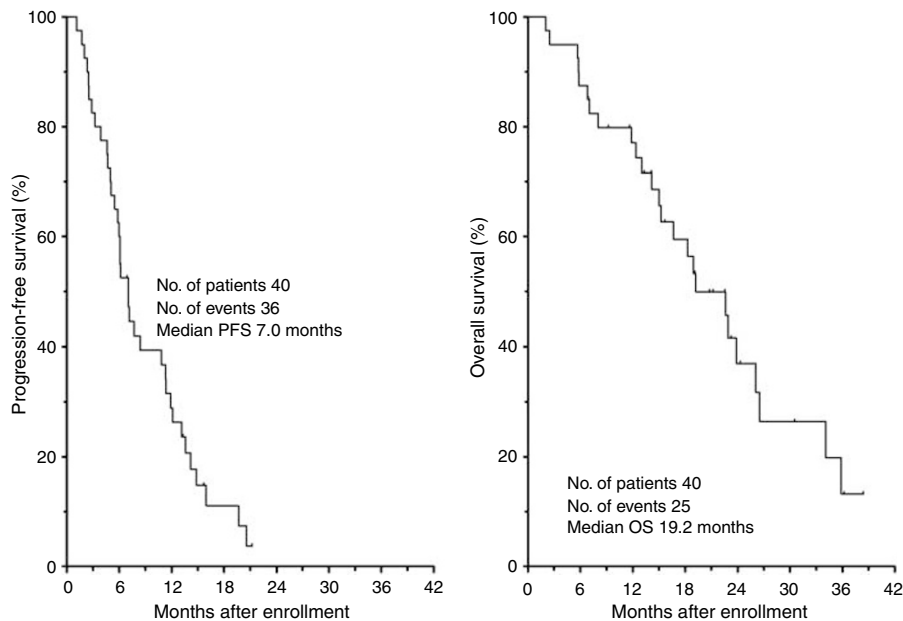 100
80
60
40
20
0
Progression-free survival (%)
No. of patients 40
No. of events 36
Median PFS 7.0 months
0 6 12 18 24 30 36 42
Months after enrollment
100
80
60
40
20
0
Overall survival (%)
No. of patients 40
No. of events 25
Median OS 19.2 months
0 6 12 18 24 30 36 42
Months after enrollment